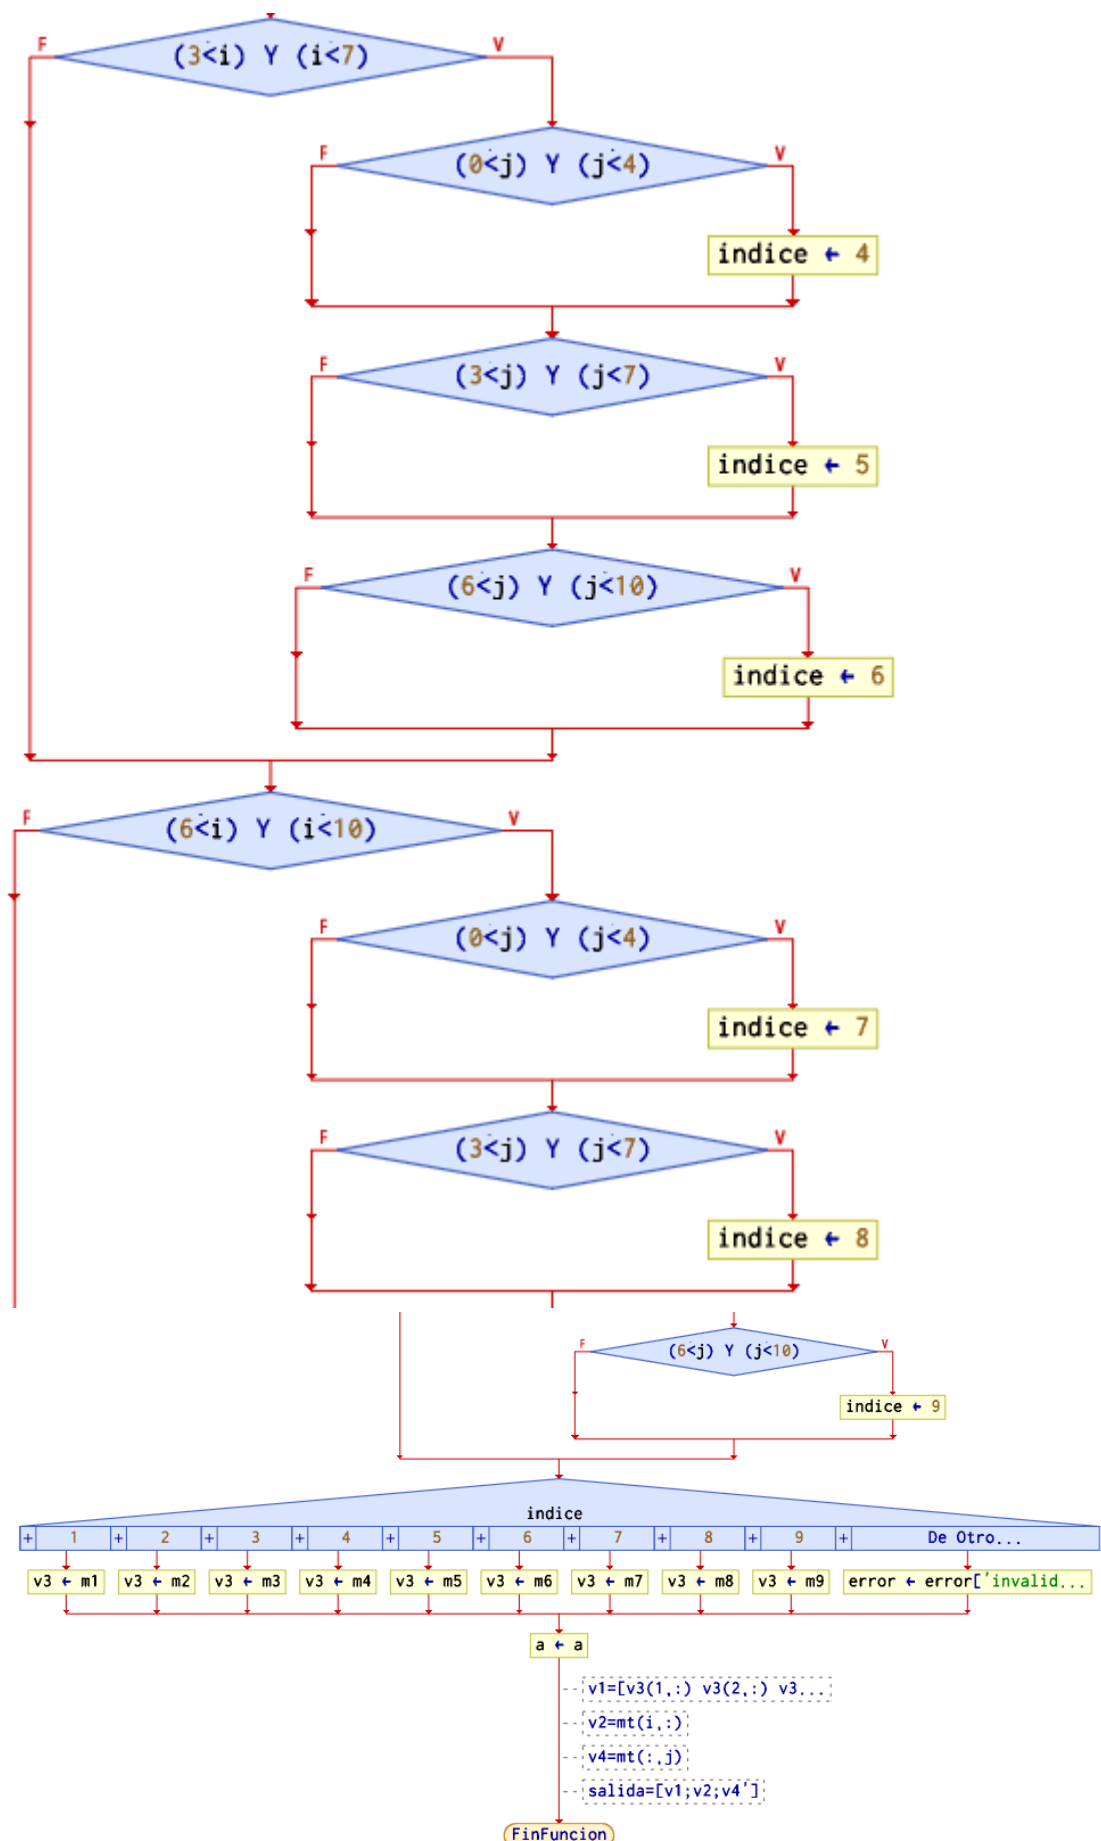 (3<i) Y (i<7)
F
V
(0<j) Y (j<4)
F
V
indice ← 4
(3<j) Y (j<7)
F
V
indice ← 5
(6<j) Y (j<10)
F
V
indice ← 6
(6<i) Y (i<10)
F
V
(0<j) Y (j<4)
F
V
indice ← 7
(3<j) Y (j<7)
F
V
indice ← 8
(6<j) Y (j<10)
F
V
indice ← 9
indice
+ 1 + 2 + 3 + 4 + 5 + 6 + 7 + 8 + 9 + De Otro...
v3 ← m1 v3 ← m2 v3 ← m3 v3 ← m4 v3 ← m5 v3 ← m6 v3 ← m7 v3 ← m8 v3 ← m9 error ← error['invalid...
a ← a
v1=[v3(1,:) v3(2,:) v3...
v2=mt(i,:)
v4=mt(:,j)
salida=[v1;v2;v4']
FinFuncion